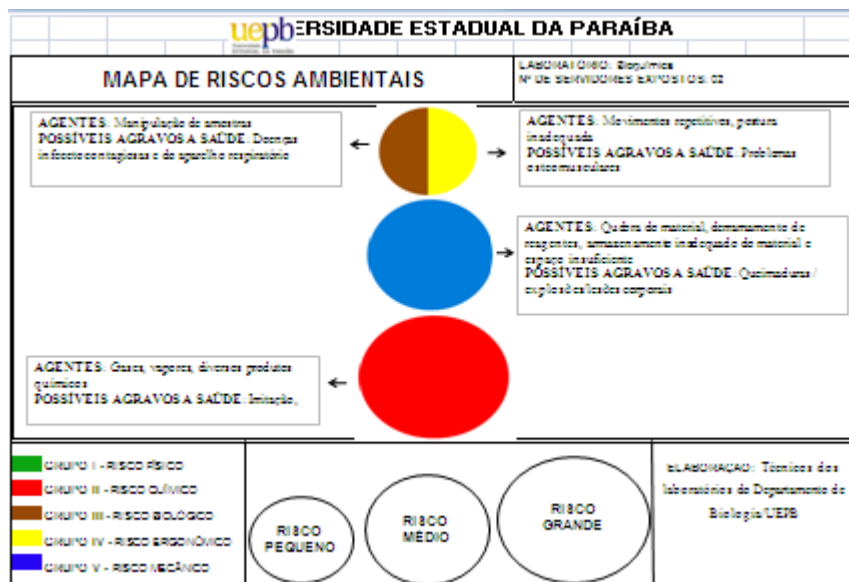 uepb ERSIDADE ESTADUAL DA PARAÍBA
MAPA DE RISCOS AMBIENTAIS
LABORATÓRIO: Bioquímica
Nº DE SERVIDORES EXPOSTOS: 02
AGENTES: Manipulação de amostras
POSSÍVEIS AGRAVOS A SAÚDE: Doenças
infectocontagiosas e do aparelho respiratório
AGENTES: Movimentos repetitivos, postura
inadequada
POSSÍVEIS AGRAVOS A SAÚDE: Problemas
osteomusculares
AGENTES: Quebra de material, derramamento de
reagentes, armazenamento inadequado de material e
espaço insuficiente
POSSÍVEIS AGRAVOS A SAÚDE: Queimaduras /
explosões/lesões corporais
AGENTES: Gases, vapores, diversos produtos
químicos
POSSÍVEIS AGRAVOS A SAÚDE: Irritação,
GRUPO I - RISCO FÍSICO
GRUPO II - RISCO QUÍMICO
GRUPO III - RISCO BIOLÓGICO
GRUPO IV - RISCO ERGONÔMICO
GRUPO V - RISCO MECÂNICO
RISCO
PEQUENO
RISCO
MÉDIO
RISCO
GRANDE
ELABORAÇÃO: Técnicos dos
laboratórios do Departamento de
Biologia/UEPB